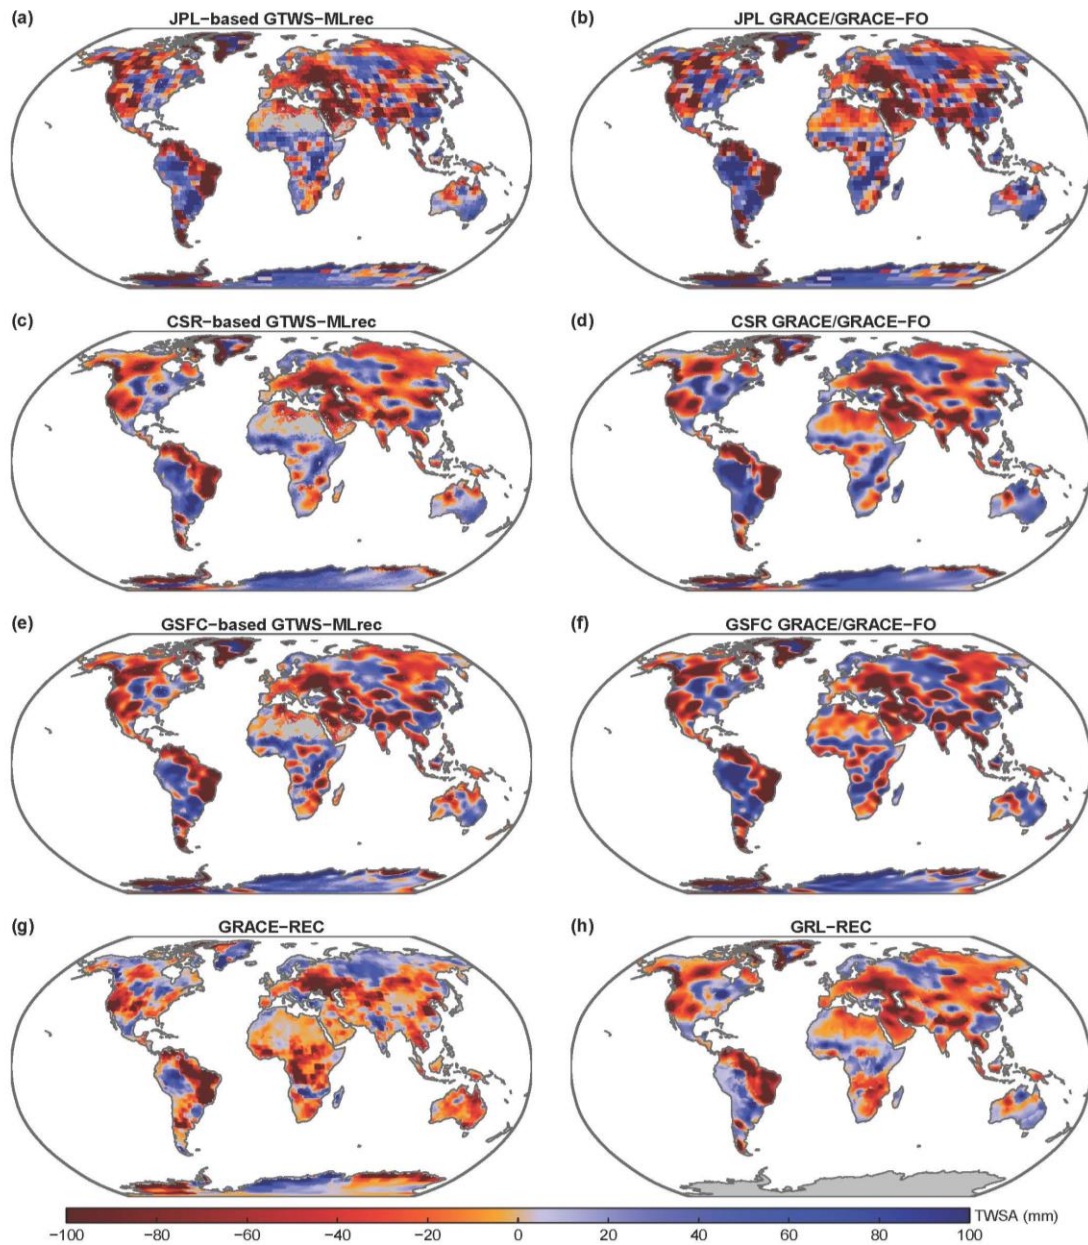 (a) JPL-based GTWS-MLrec
(b) JPL GRACE/GRACE-FO
(c) CSR-based GTWS-MLrec
(d) CSR GRACE/GRACE-FO
(e) GSFC-based GTWS-MLrec
(f) GSFC GRACE/GRACE-FO
(g) GRACE-REC
(h) GRL-REC
TWSA (mm)
-100 -80 -60 -40 -20 0 20 40 60 80 100